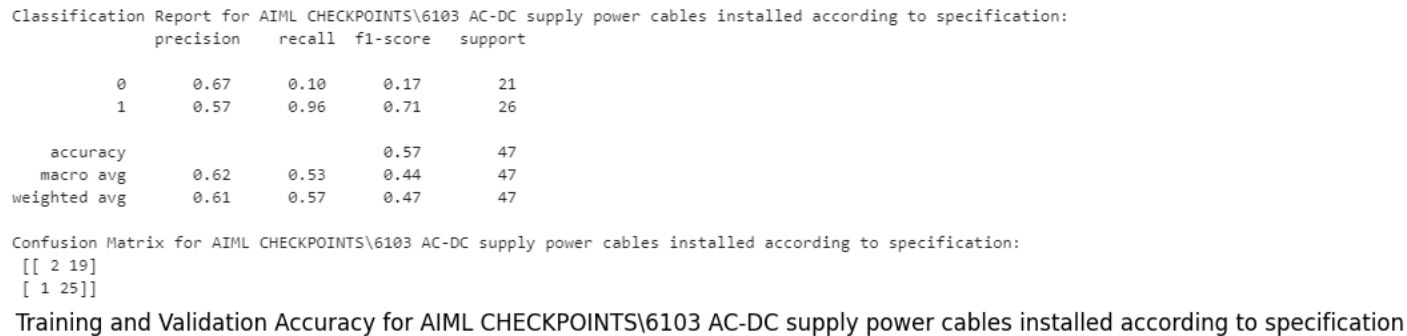 Classification Report for AIML CHECKPOINTS\6103 AC-DC supply power cables installed according to specification:
precision recall f1-score support
0 0.67 0.10 0.17 21
1 0.57 0.96 0.71 26
accuracy 0.57 47
macro avg 0.62 0.53 0.44 47
weighted avg 0.61 0.57 0.47 47
Confusion Matrix for AIML CHECKPOINTS\6103 AC-DC supply power cables installed according to specification:
[[ 2 19]
[ 1 25]]
Training and Validation Accuracy for AIML CHECKPOINTS\6103 AC-DC supply power cables installed according to specification